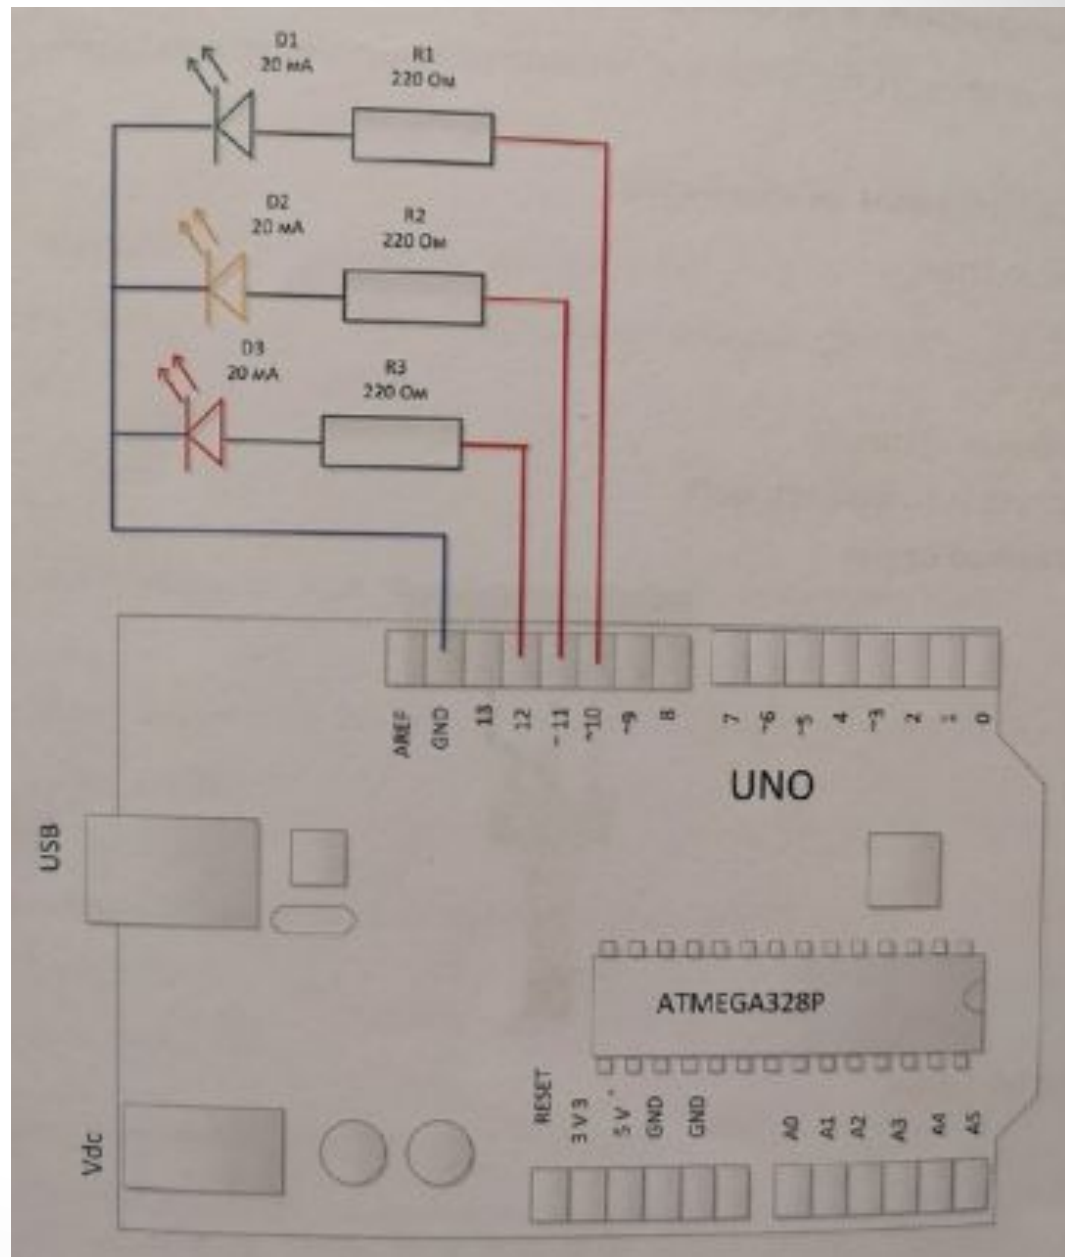 D1
20 мА
R1
220 Ом
D2
20 мА
R2
220 Ом
D3
20 мА
R3
220 Ом
AREF
GND
13
12
~11
~10
~9
8
7
~6
~5
4
~3
2
1
0
UNO
USB
ATMEGA328P
Vdc
RESET
3 V 3
5 V
GND
GND
A0
A1
A2
A3
A4
A5